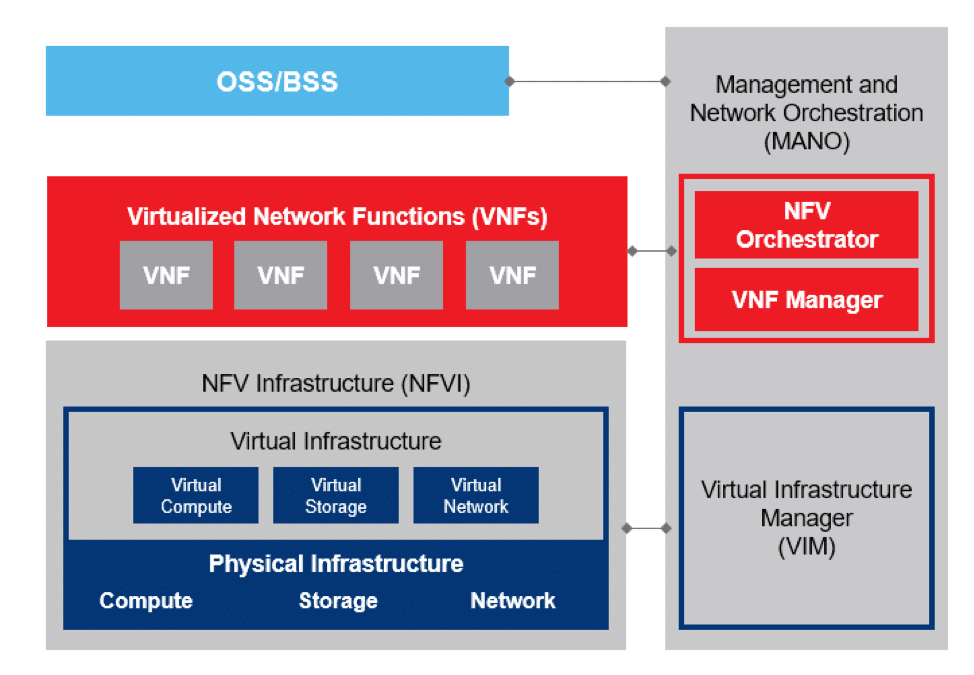 OSS/BSS
Management and
Network Orchestration
(MANO)
Virtualized Network Functions (VNFs)
VNF VNF VNF VNF
NFV
Orchestrator
VNF Manager
NFV Infrastructure (NFVI)
Virtual Infrastructure
Virtual
Compute
Virtual
Storage
Virtual
Network
Physical Infrastructure
Compute Storage Network
Virtual Infrastructure
Manager
(VIM)